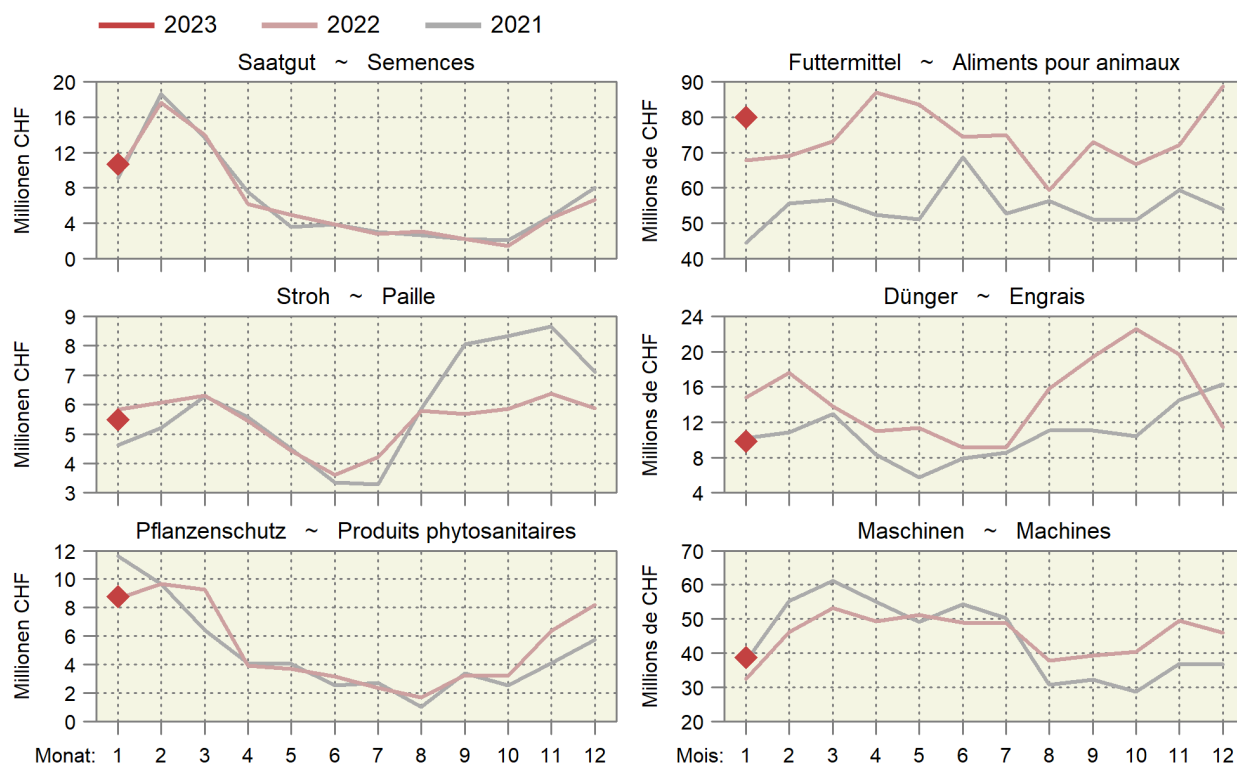 2023 2022 2021
Saatgut ~ Semences
Millionen CHF
20
16
12
8
4
0
Futtermittel ~ Aliments pour animaux
Millions de CHF
90
80
70
60
50
40
Stroh ~ Paille
Millionen CHF
9
8
7
6
5
4
3
Dünger ~ Engrais
Millions de CHF
24
20
16
12
8
4
Pflanzenschutz ~ Produits phytosanitaires
Millionen CHF
12
10
8
6
4
2
0
Monat: 1 2 3 4 5 6 7 8 9 10 11 12
Maschinen ~ Machines
Millions de CHF
70
60
50
40
30
20
Mois: 1 2 3 4 5 6 7 8 9 10 11 12